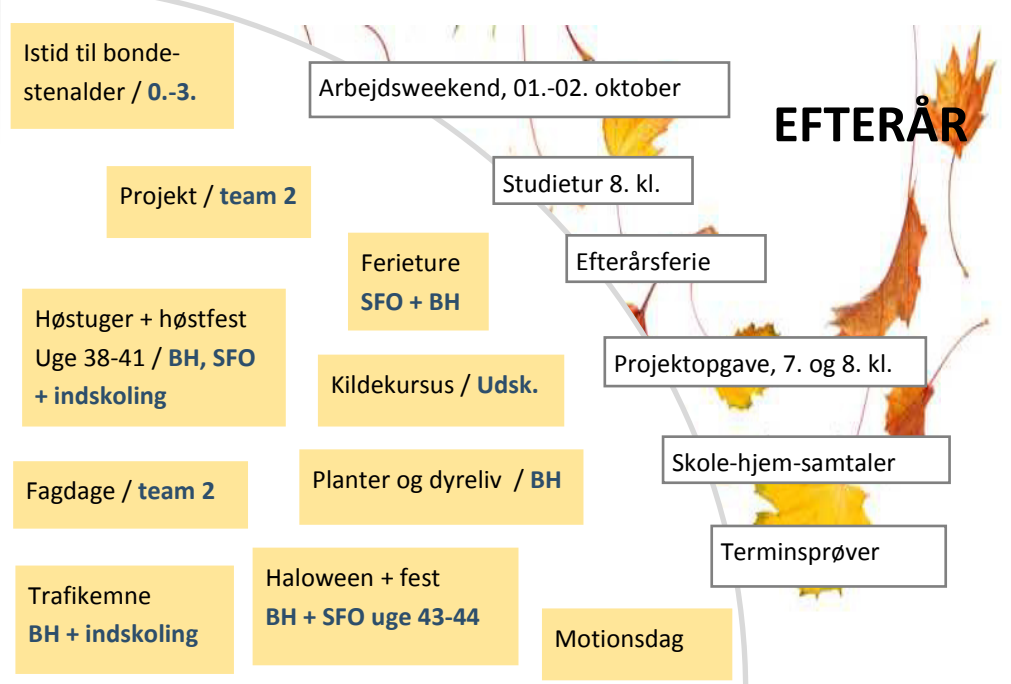 Istid til bonde-
stenalder / 0.-3.
Arbejdsweekend, 01.-02. oktober
EFTERÅR
Projekt / team 2
Studietur 8. kl.
Ferieture
SFO + BH
Efterårsferie
Høstuger + høstfest
Uge 38-41 / BH, SFO
+ indskoling
Kildekursus / Udsk.
Projektopgave, 7. og 8. kl.
Fagdage / team 2
Planter og dyreliv / BH
Skole-hjem-samtaler
Terminsprøver
Trafikemne
BH + indskoling
Haloween + fest
BH + SFO uge 43-44
Motionsdag